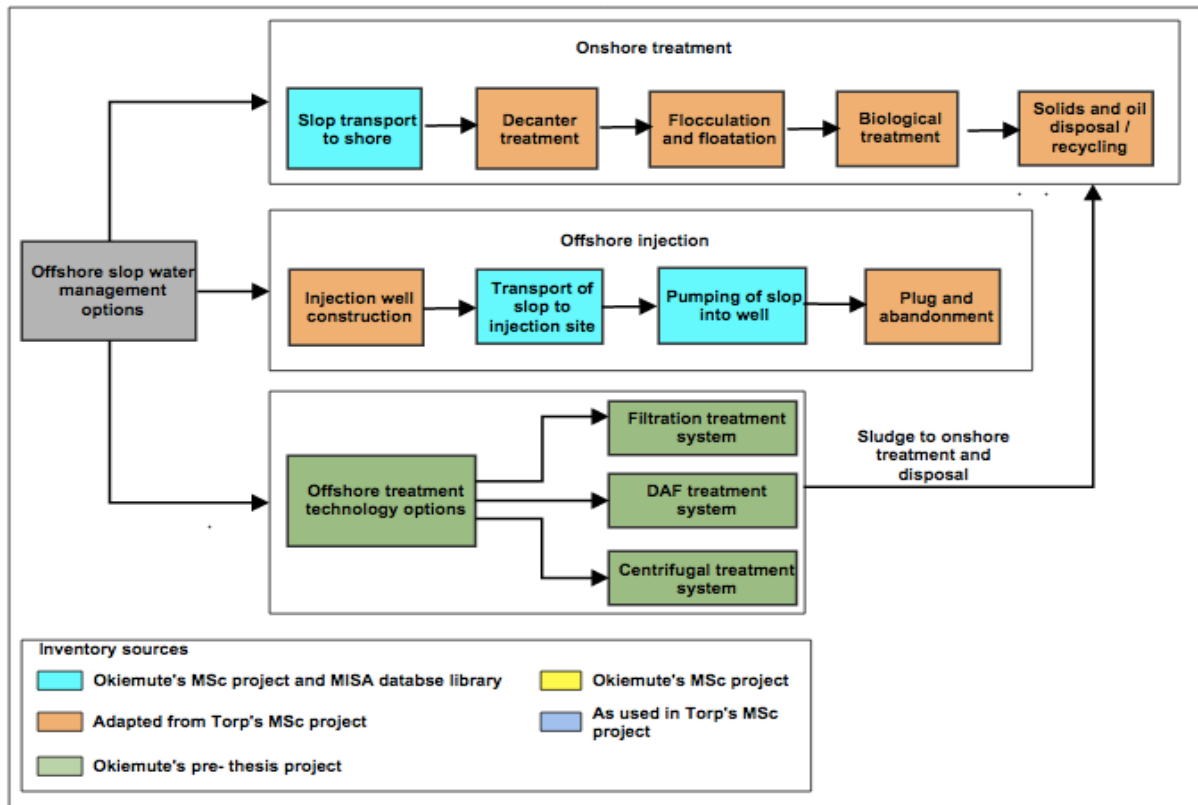 Onshore treatment
Slop transport
to shore
Decanter
treatment
Flocculation
and floatation
Biological
treatment
Solids and oil
disposal /
recycling
Offshore slop water
management
options
Offshore injection
Injection well
construction
Transport of
slop to
injection site
Pumping of slop
into well
Plug and
abandonment
Offshore treatment
technology options
Filtration treatment
system
DAF treatment
system
Centrifugal treatment
system
Sludge to onshore
treatment and
disposal
Inventory sources
Okiemute's MSc project and MISA databse library
Adapted from Torp's MSc project
Okiemute's pre- thesis project
Okiemute's MSc project
As used in Torp's MSc
project